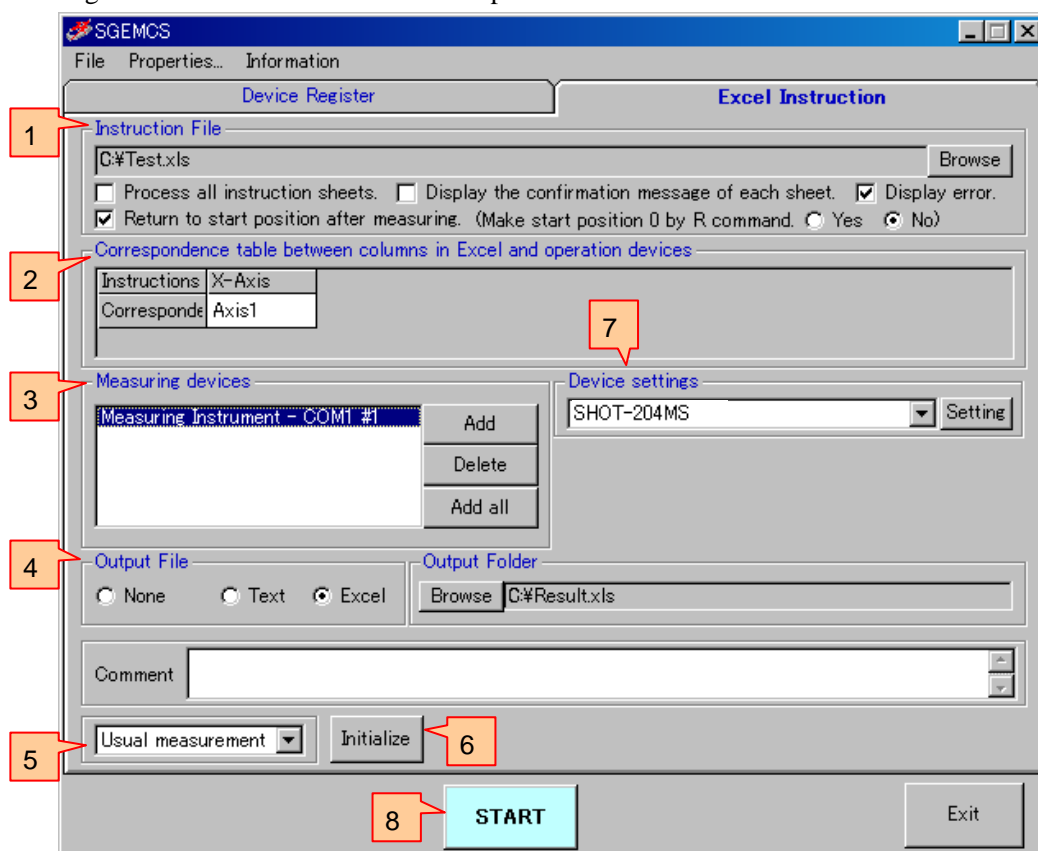 SGEMCS
File Properties... Information
Device Register
Excel Instruction
1
Instruction File
C:¥Test.xls
Browse
Process all instruction sheets. Display the confirmation message of each sheet. Display error.
Return to start position after measuring. (Make start position 0 by R command. Yes No)
2
Correspondence table between columns in Excel and operation devices
Instructions X-Axis
Corresponde Axis1
7
3
Measuring devices
Measuring Instrument - COM1 #1
Add
Delete
Add all
Device settings
SHOT-204MS
Setting
4
Output File
None Text Excel
Output Folder
Browse C:¥Result.xls
Comment
5
Usual measurement
Initialize
6
8
START
Exit